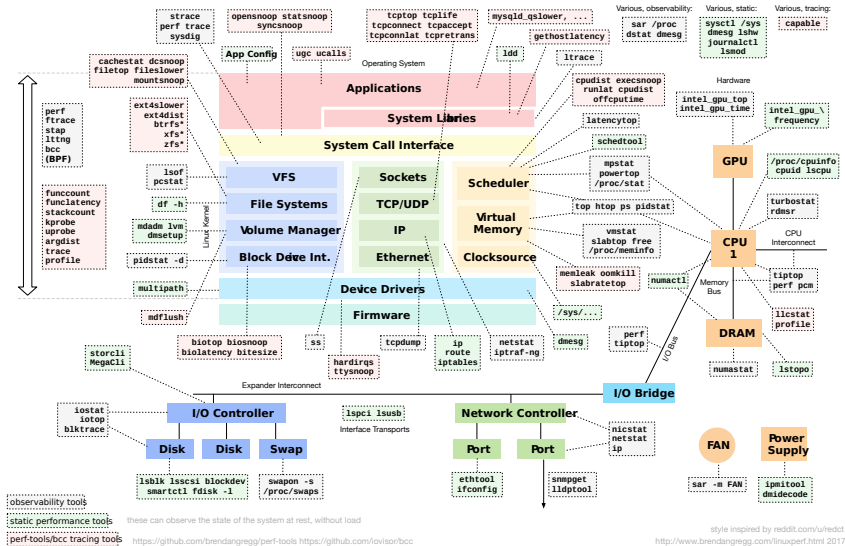 strace
perf trace
sysdig
opensnoop statsnoop
syncsnoop
tcptop tcplife
tcpconnect tcpaccept
tcpconnlat tcpretrans
mysqld_qslower, ...
gethostlatency
Various, observability:
sar /proc
dstat dmesg
Various, static:
sysctl /sys
dmesg lshw
journalctl
lsmod
Various, tracing:
capable
App Config
ugc ucalls
Operating System
ldd
ltrace
cachestat dcsnoop
filetop fileslower
mountsnoop
Applications
System Libraries
System Call Interface
cpudist execsnoop
runlat cpudist
offcputime
Hardware
intel_gpu_top
intel_gpu_time
intel_gpu_\
frequency
perf
ftrace
stap
lttng
bcc
(BPF)
ext4slower
ext4dist
btrfs*
xfs*
zfs*
latencytop
schedtool
GPU
lsof
pcstat
VFS
Sockets
Scheduler
mpstat
powertop
/proc/stat
/proc/cpuinfo
cpuid lscpu
funccount
funclatency
stackcount
kprobe
uprobe
argdist
trace
profile
df -h
File Systems
TCP/UDP
top htop ps pidstat
turbostat
rdmsr
Linux Kernel
mdadm lvm
dmsetup
Volume Manager
IP
Virtual
Memory
vmstat
slabtop free
/proc/meminfo
CPU
1
CPU
Interconnect
pidstat -d
Block Device Int.
Ethernet
Clocksource
memleak oomkill
slabratetop
numactl
Memory
Bus
tiptop
perf pcm
multipath
Device Drivers
mdflush
Firmware
/sys/...
llcstat
profile
biotop biosnoop
biolatency bitesize
ss
tcpdump
hardirqs
ttysnoop
ip
route
iptables
netstat
iptraf-ng
dmesg
perf
tiptop
I/O Bus
DRAM
numastat
lstopo
storcli
MegaCli
Expander Interconnect
I/O Bridge
iostat
iotop
blktrace
I/O Controller
lspci lsusb
Interface Transports
Network Controller
nicstat
netstat
ip
Disk
Disk
Swap
Port
Port
FAN
Power
Supply
lsblk lsscsi blockdev
smartctl fdisk -l
swapon -s
/proc/swaps
ethtool
ifconfig
snmpget
lldptool
sar -m FAN
ipmitool
dmidecode
observability tools
static performance tools
these can observe the state of the system at rest, without load
perf-tools/bcc tracing tools
https://github.com/brendangregg/perf-tools https://github.com/iovisor/bcc
style inspired by reddit.com/u/redct
http://www.brendangregg.com/linuxperf.html 2017